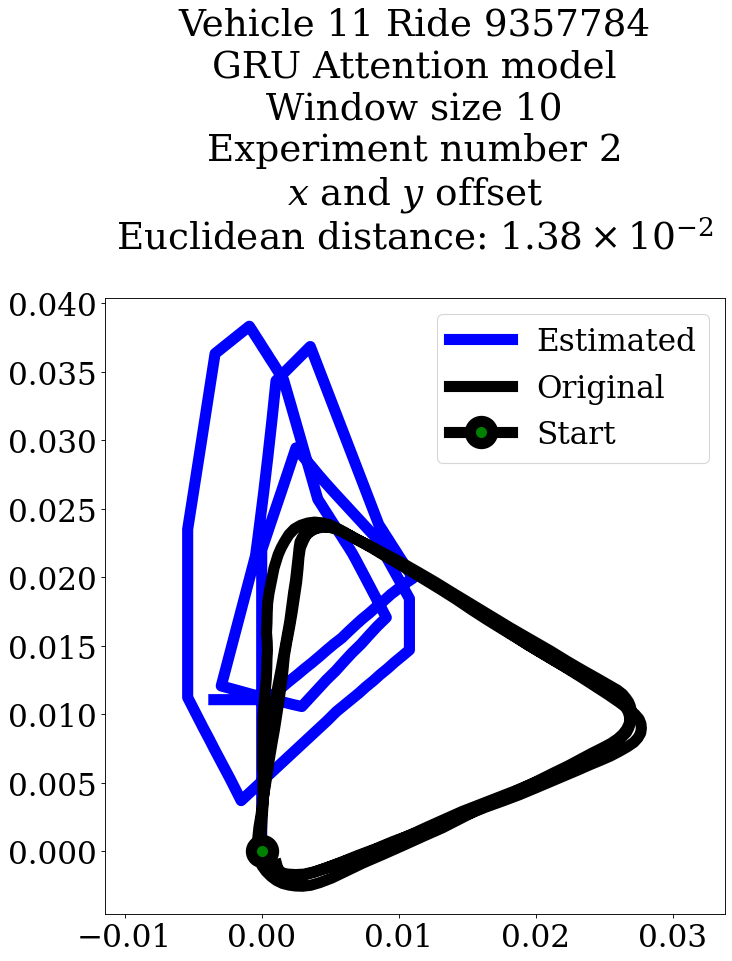 Vehicle 11 Ride 9357784
GRU Attention model
Window size 10
Experiment number 2
x and y offset
Euclidean distance: 1.38 × 10⁻²
0.040
0.035
0.030
0.025
0.020
0.015
0.010
0.005
0.000
Estimated
Original
Start
−0.01 0.00 0.01 0.02 0.03